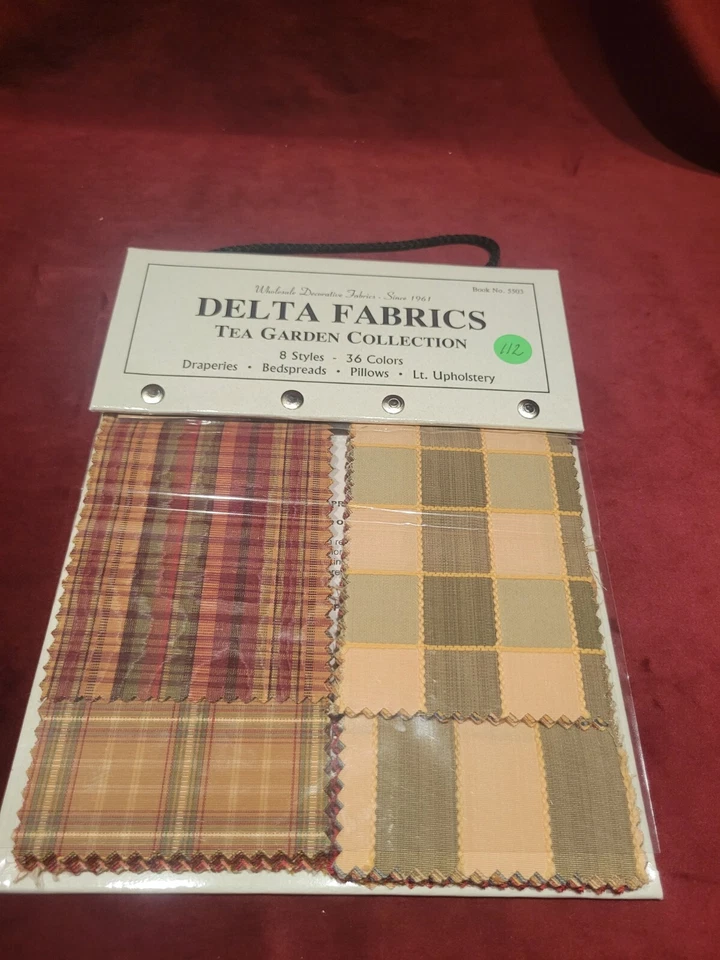 Wholesale Decorative Fabrics - Since 1961
Book No. 5503
DELTA FABRICS
TEA GARDEN COLLECTION
8 Styles - 36 Colors
Draperies • Bedspreads • Pillows • Lt. Upholstery
112